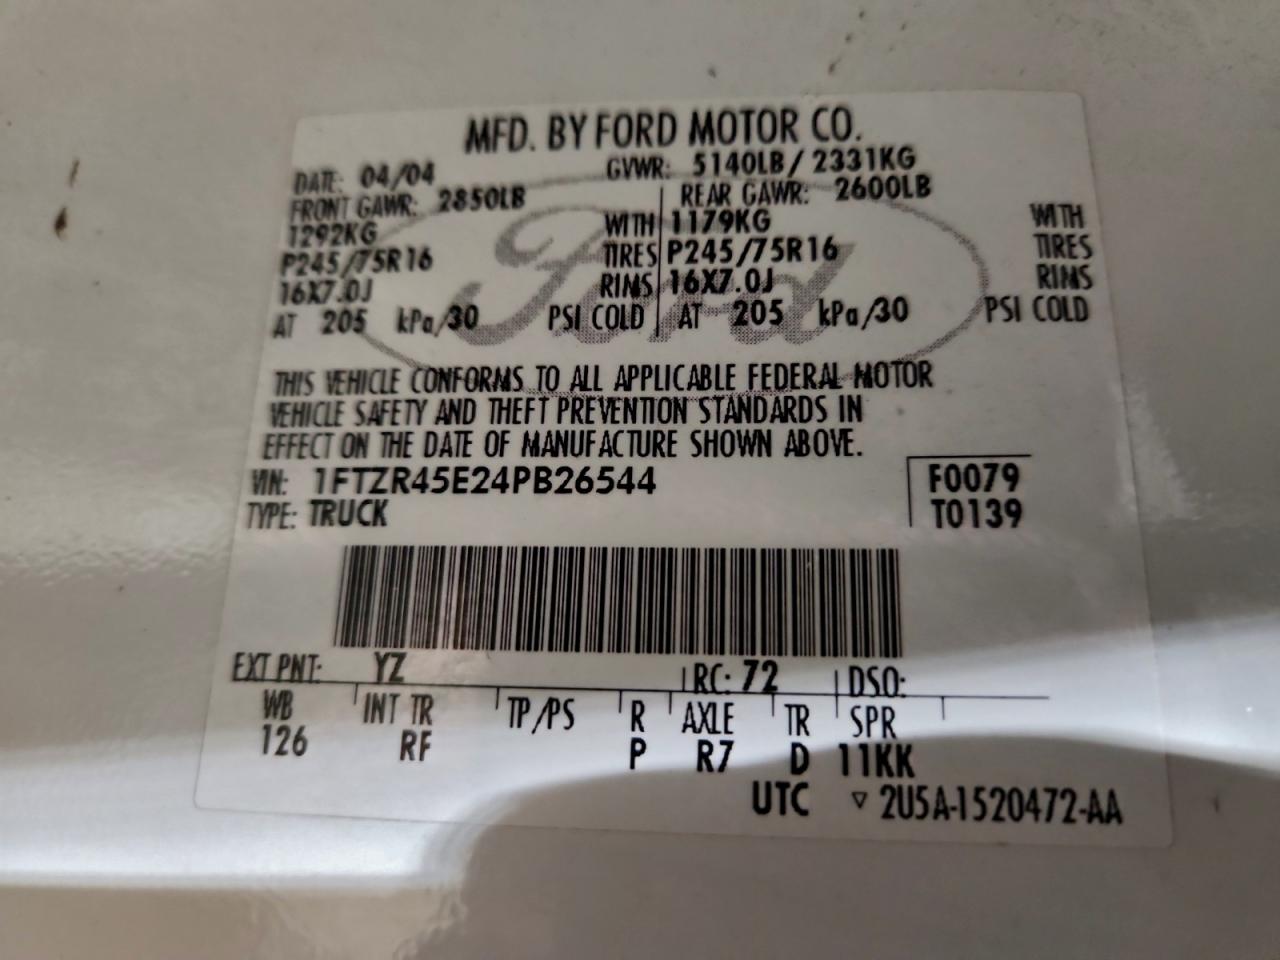 MFD. BY FORD MOTOR CO.
DATE: 04/04 GVWR: 5140LB/ 2331KG
FRONT GAWR: 2850LB REAR GAWR: 2600LB
1292KG WITH 1179KG WITH
P245/75R16 TIRES P245/75R16 TIRES
16X7.0J RIMS 16X7.0J RIMS
AT 205 kPa/30 PSI COLD AT 205 kPa/30 PSI COLD
Ford
THIS VEHICLE CONFORMS TO ALL APPLICABLE FEDERAL MOTOR
VEHICLE SAFETY AND THEFT PREVENTION STANDARDS IN
EFFECT ON THE DATE OF MANUFACTURE SHOWN ABOVE.
VIN: 1FTZR45E24PB26544 F0079
TYPE: TRUCK T0139
EXT PNT: YZ RC: 72 DSO:
WB INT TR TP/PS R AXLE TR SPR
126 RF P R7 D 11KK
UTC ▽ 2U5A-1520472-AA